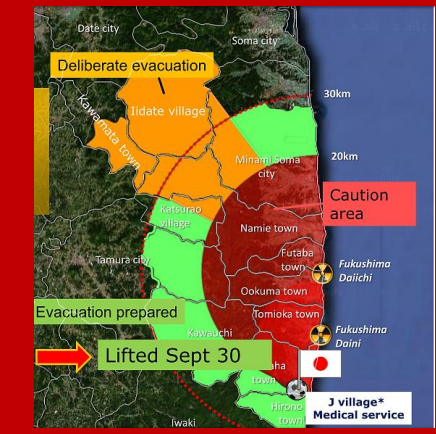 Date city
Soma city
Deliberate evacuation
30km
Iidate village
Kawamata town
20km
Minami Soma
city
Caution
area
Katsurao
village
Namie town
Futaba
town
Fukushima
Daiichi
Tamura city
Ookuma town
Evacuation prepared
Tomioka town
Fukushima
Daini
Kawauchi
Lifted Sept 30
aha
town
J village*
Medical service
Hirono
town
Iwaki